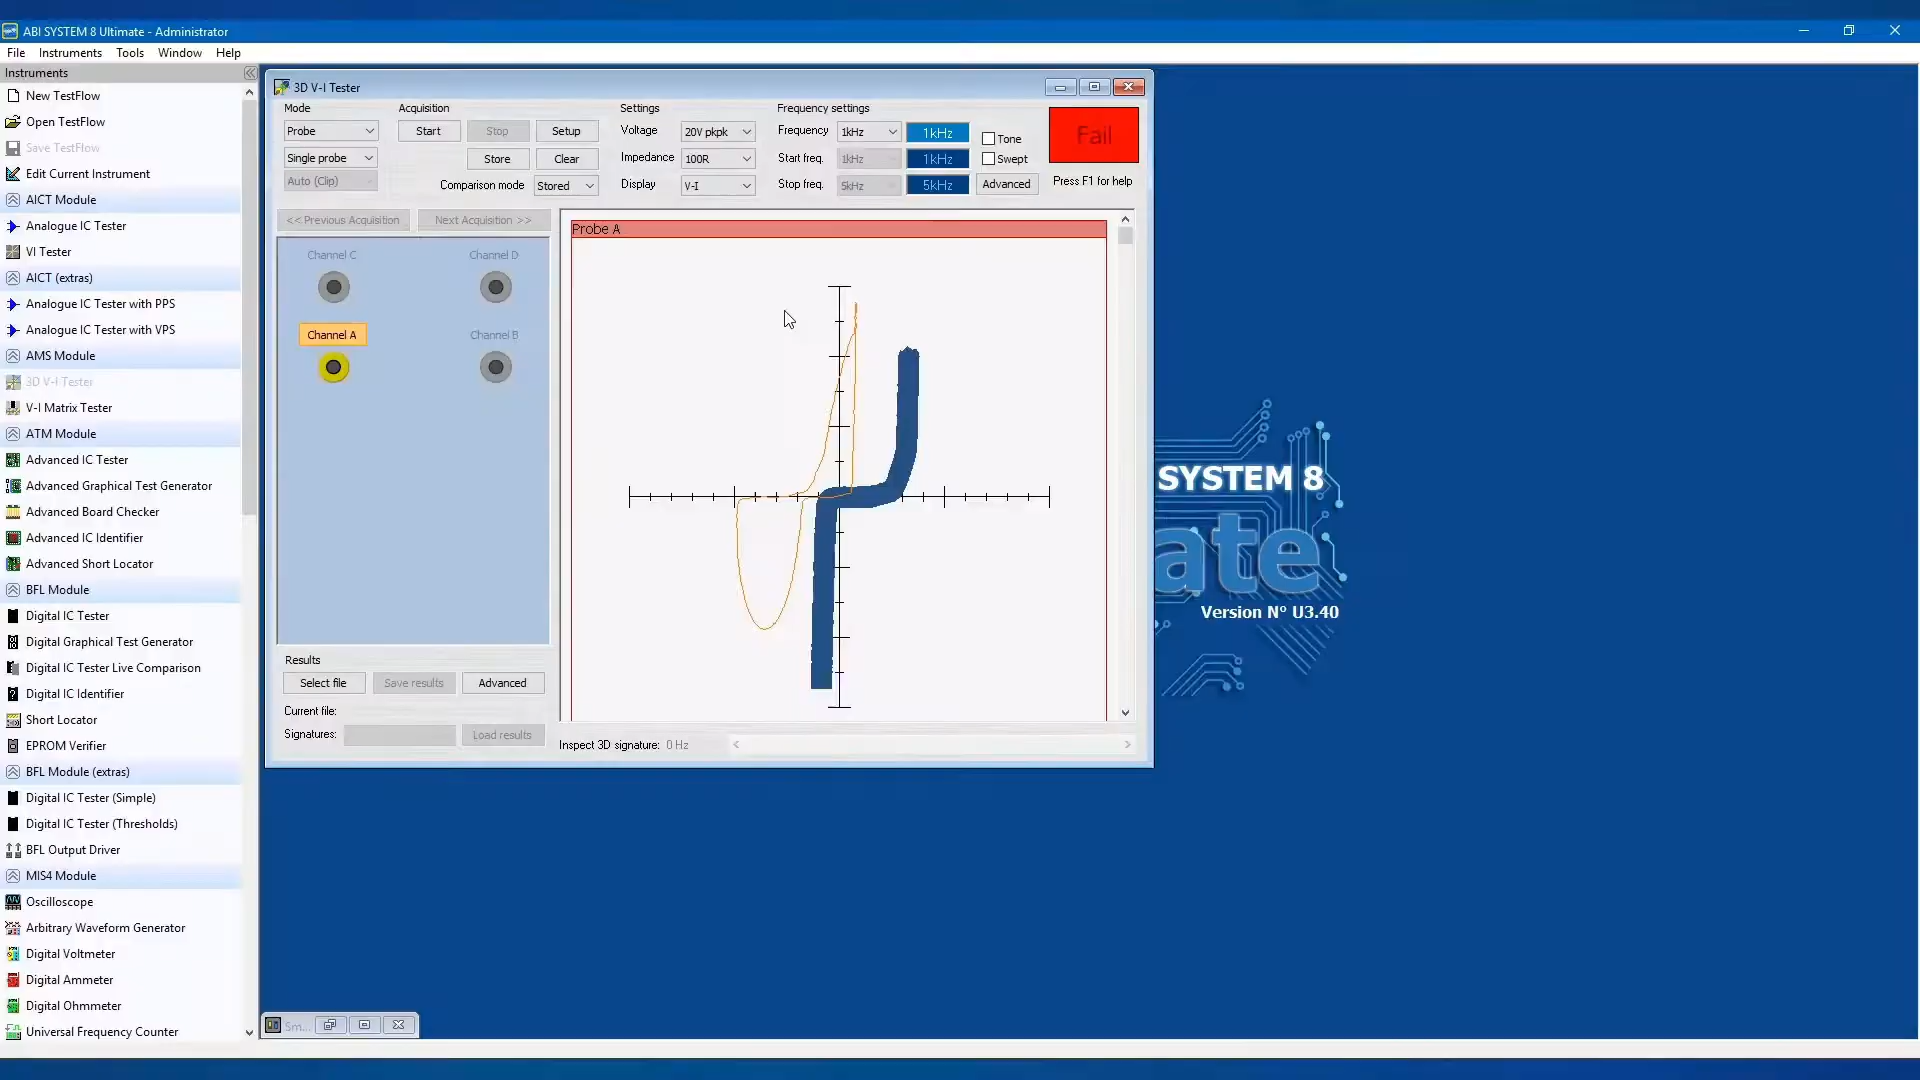 ABI SYSTEM 8 Ultimate - Administrator
File Instruments Tools Window Help
Instruments
New TestFlow
Open TestFlow
Save TestFlow
Edit Current Instrument
AICT Module
Analogue IC Tester
VI Tester
AICT (extras)
Analogue IC Tester with PPS
Analogue IC Tester with VPS
AMS Module
3D V-I Tester
V-I Matrix Tester
ATM Module
Advanced IC Tester
Advanced Graphical Test Generator
Advanced Board Checker
Advanced IC Identifier
Advanced Short Locator
BFL Module
Digital IC Tester
Digital Graphical Test Generator
Digital IC Tester Live Comparison
Digital IC Identifier
Short Locator
EPROM Verifier
BFL Module (extras)
Digital IC Tester (Simple)
Digital IC Tester (Thresholds)
BFL Output Driver
MIS4 Module
Oscilloscope
Arbitrary Waveform Generator
Digital Voltmeter
Digital Ammeter
Digital Ohmmeter
Universal Frequency Counter
3D V-I Tester
Mode Acquisition Settings Frequency settings
Probe Start Stop Setup Voltage 20V pkpk Frequency 1kHz 1kHz Tone
Single probe Store Clear Impedance 100R Start freq. 1kHz 1kHz Swept
Auto (Clip) Comparison mode Stored Display V-I Stop freq. 5kHz 5kHz Advanced
Fail
Press F1 for help
<< Previous Acquisition Next Acquisition >>
Channel C Channel D
Channel A Channel B
Probe A
Results
Select file Save results Advanced
Current file:
Signatures: Load results
Inspect 3D signature: 0 Hz
SYSTEM 8
ate
Version N° U3.40
Sm...